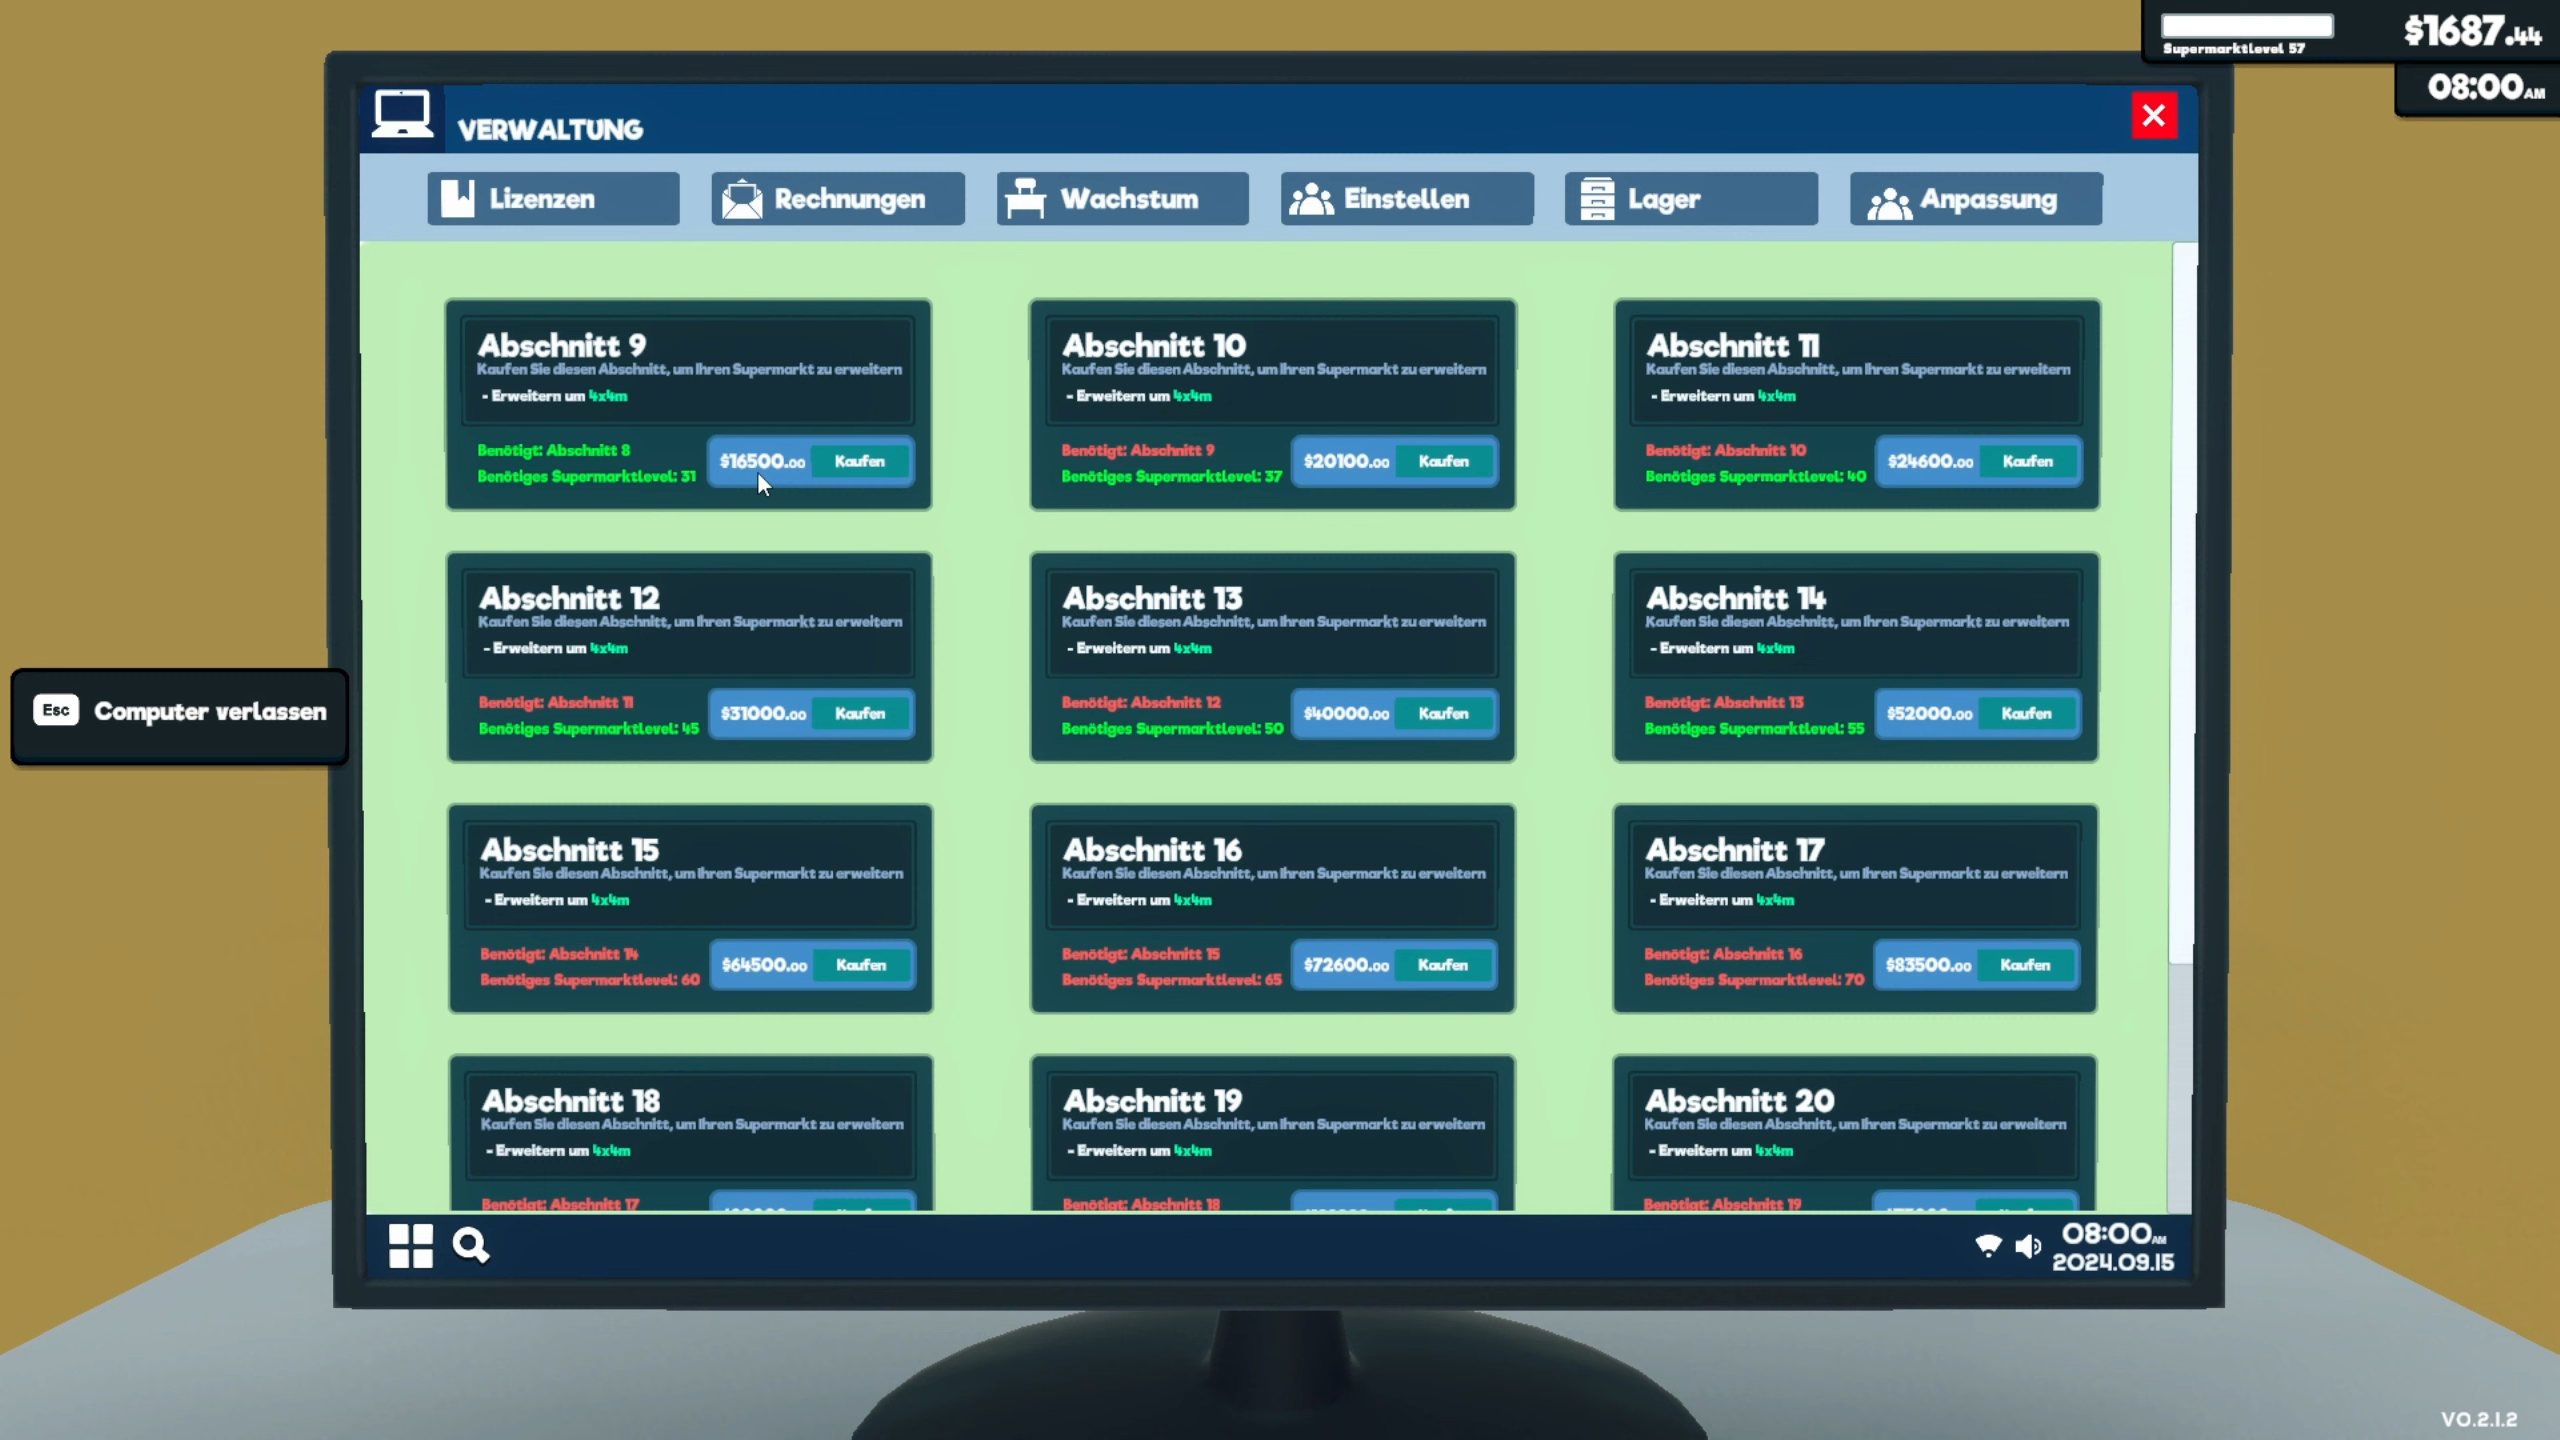 $1687.44
Supermarktlevel 57
08:00AM
VERWALTUNG
Lizenzen
Rechnungen
Wachstum
Einstellen
Lager
Anpassung
Abschnitt 9
Kaufen Sie diesen Abschnitt, um Ihren Supermarkt zu erweitern
- Erweitern um 4x4m
Benötigt: Abschnitt 8
Benötiges Supermarktlevel: 31
$16500.00 Kaufen
Abschnitt 10
Kaufen Sie diesen Abschnitt, um Ihren Supermarkt zu erweitern
- Erweitern um 4x4m
Benötigt: Abschnitt 9
Benötiges Supermarktlevel: 37
$20100.00 Kaufen
Abschnitt 11
Kaufen Sie diesen Abschnitt, um Ihren Supermarkt zu erweitern
- Erweitern um 4x4m
Benötigt: Abschnitt 10
Benötiges Supermarktlevel: 40
$24600.00 Kaufen
Abschnitt 12
Kaufen Sie diesen Abschnitt, um Ihren Supermarkt zu erweitern
- Erweitern um 4x4m
Benötigt: Abschnitt 11
Benötiges Supermarktlevel: 45
$31000.00 Kaufen
Abschnitt 13
Kaufen Sie diesen Abschnitt, um Ihren Supermarkt zu erweitern
- Erweitern um 4x4m
Benötigt: Abschnitt 12
Benötiges Supermarktlevel: 50
$40000.00 Kaufen
Abschnitt 14
Kaufen Sie diesen Abschnitt, um Ihren Supermarkt zu erweitern
- Erweitern um 4x4m
Benötigt: Abschnitt 13
Benötiges Supermarktlevel: 55
$52000.00 Kaufen
Esc Computer verlassen
Abschnitt 15
Kaufen Sie diesen Abschnitt, um Ihren Supermarkt zu erweitern
- Erweitern um 4x4m
Benötigt: Abschnitt 14
Benötiges Supermarktlevel: 60
$64500.00 Kaufen
Abschnitt 16
Kaufen Sie diesen Abschnitt, um Ihren Supermarkt zu erweitern
- Erweitern um 4x4m
Benötigt: Abschnitt 15
Benötiges Supermarktlevel: 65
$72600.00 Kaufen
Abschnitt 17
Kaufen Sie diesen Abschnitt, um Ihren Supermarkt zu erweitern
- Erweitern um 4x4m
Benötigt: Abschnitt 16
Benötiges Supermarktlevel: 70
$83500.00 Kaufen
Abschnitt 18
Kaufen Sie diesen Abschnitt, um Ihren Supermarkt zu erweitern
- Erweitern um 4x4m
Benötigt: Abschnitt 17
Abschnitt 19
Kaufen Sie diesen Abschnitt, um Ihren Supermarkt zu erweitern
- Erweitern um 4x4m
Benötigt: Abschnitt 18
Abschnitt 20
Kaufen Sie diesen Abschnitt, um Ihren Supermarkt zu erweitern
- Erweitern um 4x4m
Benötigt: Abschnitt 19
08:00AM
2024.09.15
V0.2.1.2